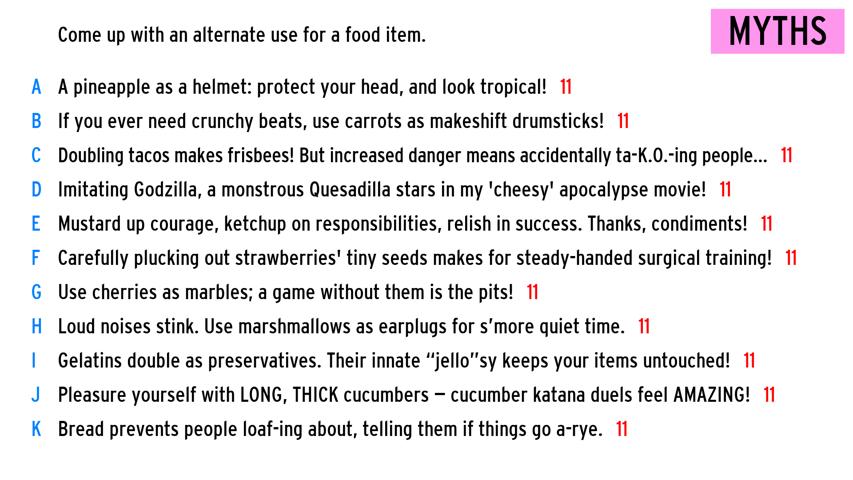 MYTHS
Come up with an alternate use for a food item.
A A pineapple as a helmet: protect your head, and look tropical! 11
B If you ever need crunchy beats, use carrots as makeshift drumsticks! 11
C Doubling tacos makes frisbees! But increased danger means accidentally ta-K.O.-ing people... 11
D Imitating Godzilla, a monstrous Quesadilla stars in my 'cheesy' apocalypse movie! 11
E Mustard up courage, ketchup on responsibilities, relish in success. Thanks, condiments! 11
F Carefully plucking out strawberries' tiny seeds makes for steady-handed surgical training! 11
G Use cherries as marbles; a game without them is the pits! 11
H Loud noises stink. Use marshmallows as earplugs for s’more quiet time. 11
I Gelatins double as preservatives. Their innate “jello”sy keeps your items untouched! 11
J Pleasure yourself with LONG, THICK cucumbers – cucumber katana duels feel AMAZING! 11
K Bread prevents people loaf-ing about, telling them if things go a-rye. 11